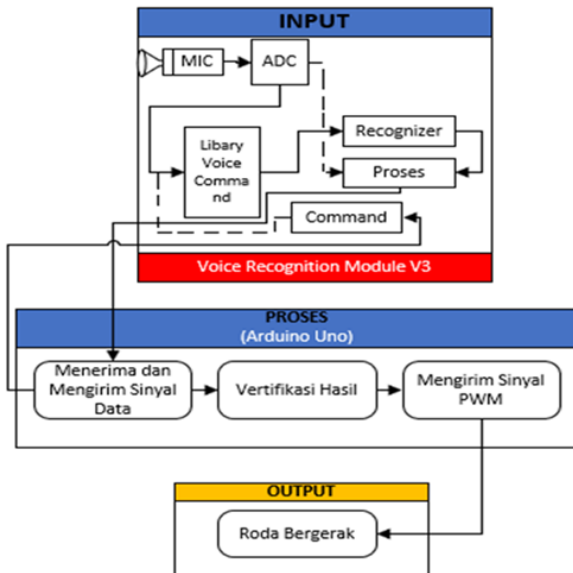 INPUT
MIC
ADC
Recognizer
Libary
Voice
Comma
nd
Proses
Command
Voice Recognition Module V3
PROSES
(Arduino Uno)
Menerima dan
Mengirim Sinyal
Data
Vertifikasi Hasil
Mengirim Sinyal
PWM
OUTPUT
Roda Bergerak